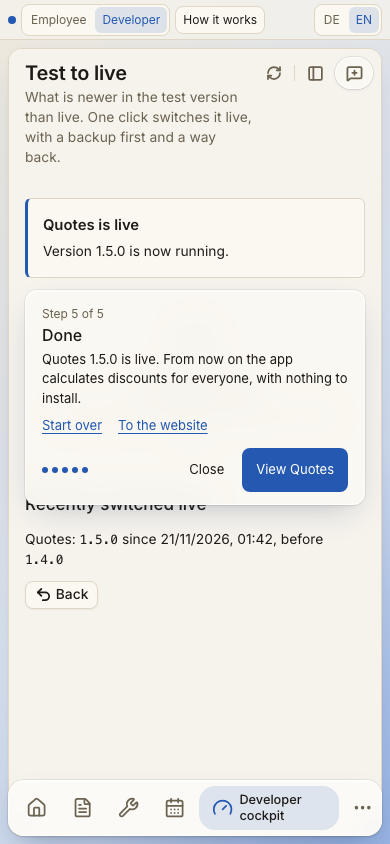 Employee Developer How it works DE EN
Test to live
What is newer in the test version
than live. One click switches it live,
with a backup first and a way
back.
Quotes is live
Version 1.5.0 is now running.
Step 5 of 5
Done
Quotes 1.5.0 is live. From now on the app
calculates discounts for everyone, with nothing to
install.
Start over To the website
Close View Quotes
Recently switched live
Quotes: 1.5.0 since 21/11/2026, 01:42, before
1.4.0
Back
Developer
cockpit